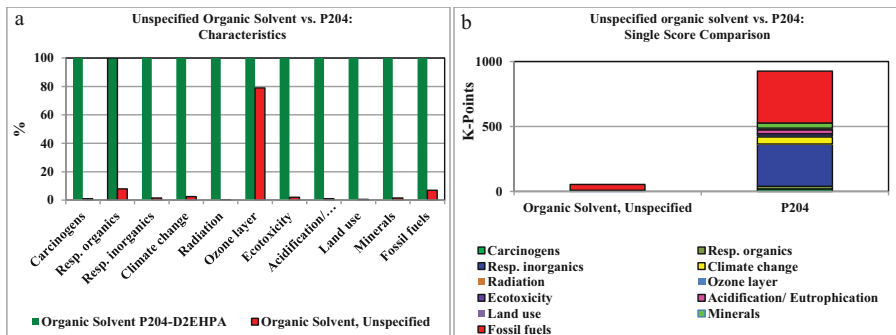 a
Unspecified Organic Solvent vs. P204:
Characteristics
100
80
60
40
20
0
%
Carcinogens
Resp. organics
Resp. inorganics
Climate change
Radiation
Ozone layer
Ecotoxicity
Acidification/…
Land use
Minerals
Fossil fuels
Organic Solvent P204-D2EHPA
Organic Solvent, Unspecified
b
Unspecified organic solvent vs. P204:
Single Score Comparison
1000
500
0
K-Points
Organic Solvent, Unspecified
P204
Carcinogens
Resp. organics
Resp. inorganics
Climate change
Radiation
Ozone layer
Ecotoxicity
Acidification/ Eutrophication
Land use
Minerals
Fossil fuels